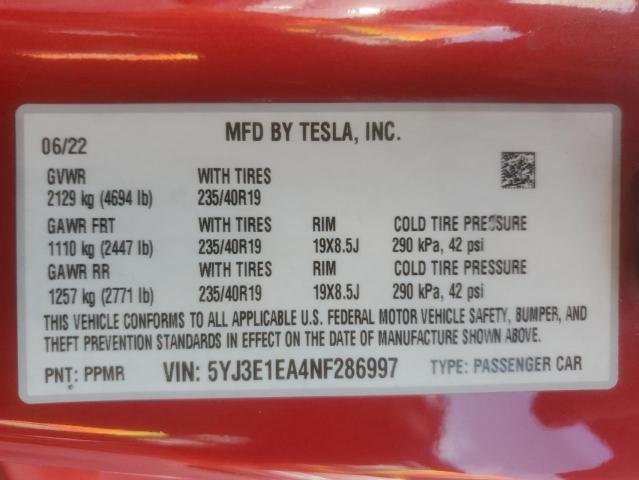 MFD BY TESLA, INC.
06/22
GVWR WITH TIRES
2129 kg (4694 lb) 235/40R19
GAWR FRT WITH TIRES RIM COLD TIRE PRESSURE
1110 kg (2447 lb) 235/40R19 19X8.5J 290 kPa, 42 psi
GAWR RR WITH TIRES RIM COLD TIRE PRESSURE
1257 kg (2771 lb) 235/40R19 19X8.5J 290 kPa, 42 psi
THIS VEHICLE CONFORMS TO ALL APPLICABLE U.S. FEDERAL MOTOR VEHICLE SAFETY, BUMPER, AND
THEFT PREVENTION STANDARDS IN EFFECT ON THE DATE OF MANUFACTURE SHOWN ABOVE.
PNT: PPMR VIN: 5YJ3E1EA4NF286997 TYPE: PASSENGER CAR